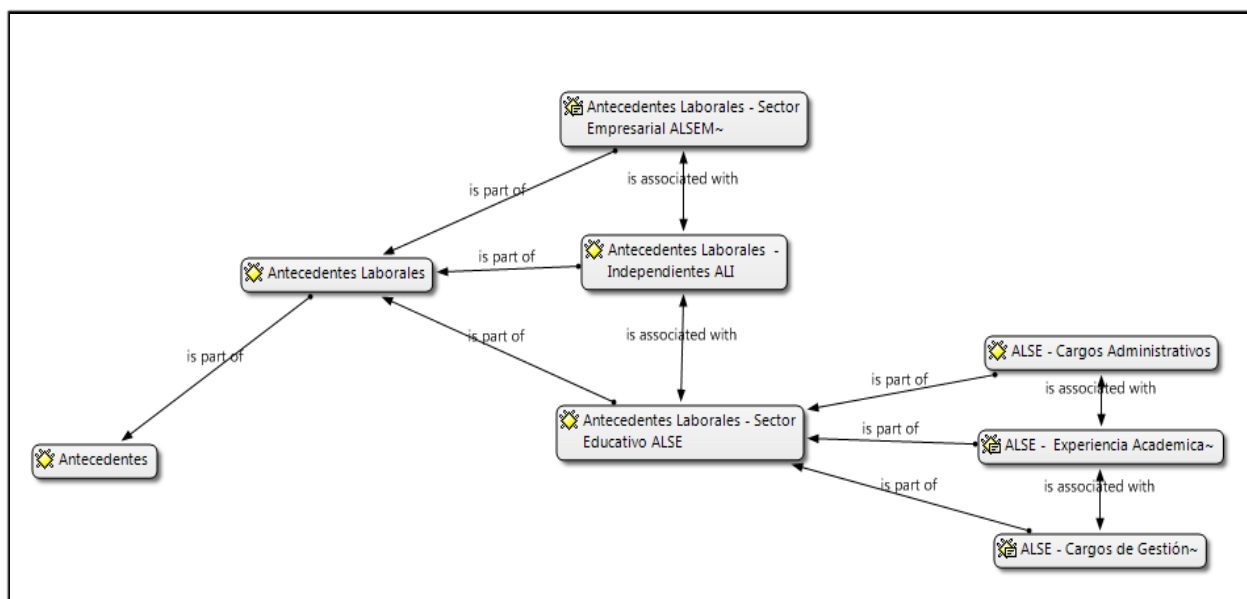 Antecedentes Laborales - Sector
Empresarial ALSEM~
is associated with
is part of
Antecedentes Laborales -
Independientes ALI
is part of
Antecedentes Laborales
is associated with
is part of
ALSE - Cargos Administrativos
is part of
is part of
is associated with
Antecedentes Laborales - Sector
Educativo ALSE
is part of
ALSE - Experiencia Academica~
Antecedentes
is part of
is associated with
ALSE - Cargos de Gestión~